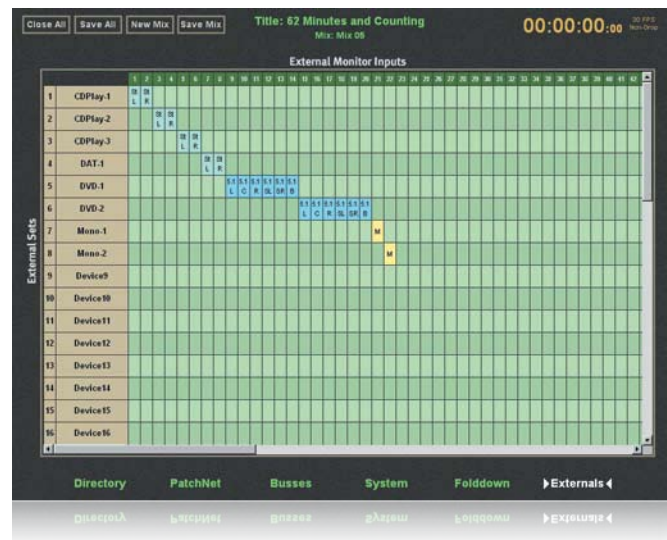 Close All Save All New Mix Save Mix Title: 62 Minutes and Counting 00:00:00:00 30 FPS
Mix: Mix 05 Non-Drop
External Monitor Inputs
1 2 3 4 5 6 7 8 9 10 11 12 13 14 15 16 17 18 19 20 21 22 23 24 25 26 27 28 29 30 31 32 33 34 35 36 37 38 39 40 41 42
External Sets
1 CDPlay-1 St L St R
2 CDPlay-2 St L St R
3 CDPlay-3 St L St R
4 DAT-1 St L St R
5 DVD-1 5.1 L 5.1 C 5.1 R 5.1 SL 5.1 SR 5.1 B
6 DVD-2 5.1 L 5.1 C 5.1 R 5.1 SL 5.1 SR 5.1 B
7 Mono-1 M
8 Mono-2 M
9 Device9
10 Device10
11 Device11
12 Device12
13 Device13
14 Device14
15 Device15
16 Device16
Directory PatchNet Busses System Folddown Externals